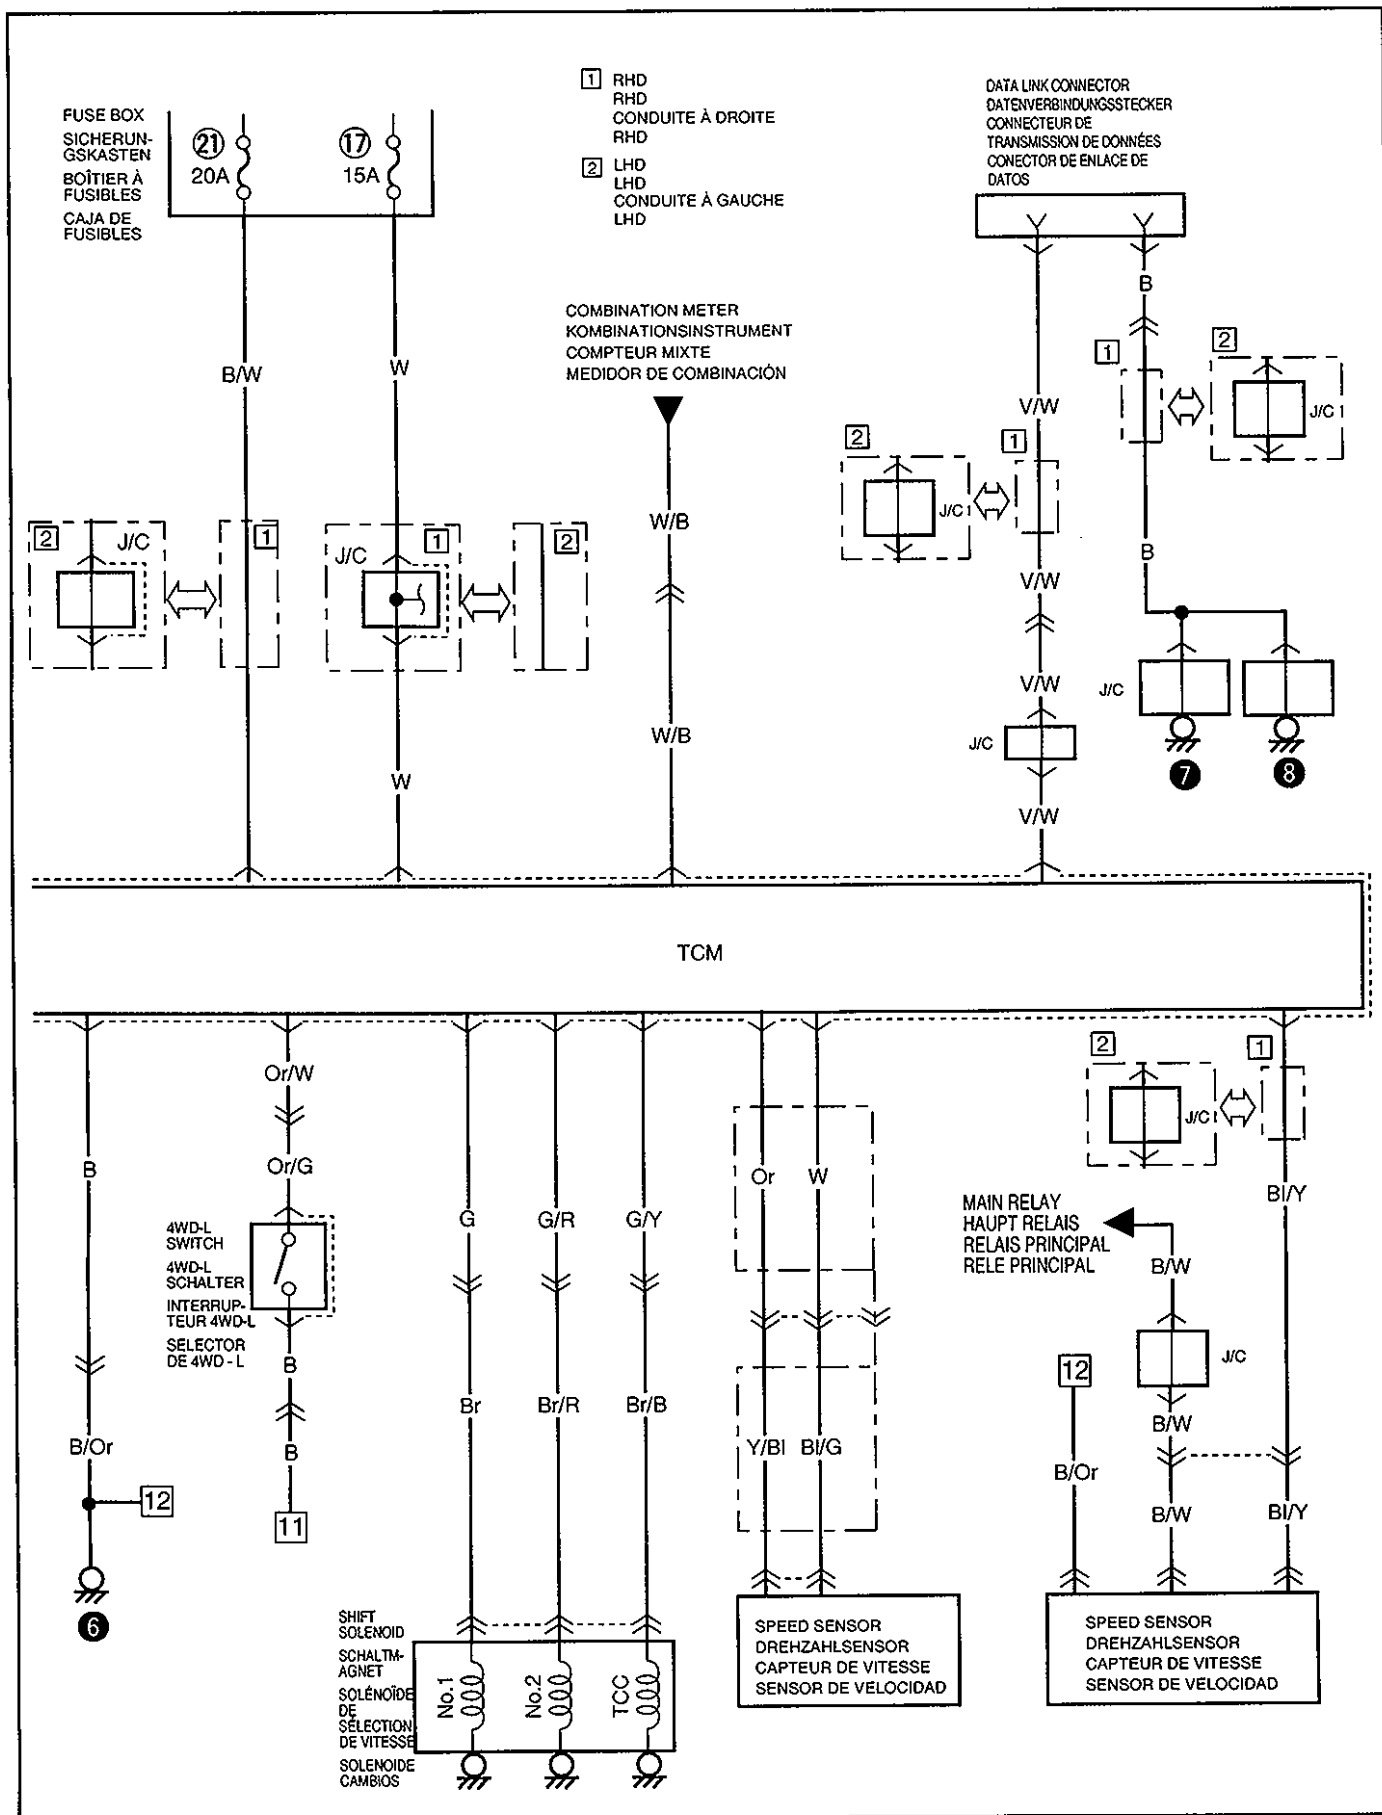 FUSE BOX
SICHERUN-
GSKASTEN
BOÎTIER À
FUSIBLES
CAJA DE
FUSIBLES
21
20A
17
15A
1 RHD
RHD
CONDUITE À DROITE
RHD
2 LHD
LHD
CONDUITE À GAUCHE
LHD
DATA LINK CONNECTOR
DATENVERBINDUNGSSTECKER
CONNECTEUR DE
TRANSMISSION DE DONNÉES
CONECTOR DE ENLACE DE
DATOS
COMBINATION METER
KOMBINATIONSINSTRUMENT
COMPTEUR MIXTE
MEDIDOR DE COMBINACIÓN
B/W
W
B
1
2
J/C
V/W
2
1
J/C
W/B
B
2
J/C
1
J/C
1
2
V/W
V/W
W/B
J/C
J/C
W
7
8
V/W
TCM
Or/W
2
1
J/C
B
Or/G
Or
W
BI/Y
G
G/R
G/Y
4WD-L
SWITCH
4WD-L
SCHALTER
INTERRUP-
TEUR 4WD-L
SELECTOR
DE 4WD - L
MAIN RELAY
HAUPT RELAIS
RELAIS PRINCIPAL
RELE PRINCIPAL
B/W
J/C
12
B
Br
Br/R
Br/B
B/W
B/Or
B
Y/BI
BI/G
B/Or
12
11
B/W
BI/Y
6
SHIFT
SOLENOID
SCHALTM-
AGNET
SOLÉNOÏDE
DE
SÉLECTION
DE VITESSE
SOLENOIDE
CAMBIOS
No.1
No.2
TCC
SPEED SENSOR
DREHZAHLSENSOR
CAPTEUR DE VITESSE
SENSOR DE VELOCIDAD
SPEED SENSOR
DREHZAHLSENSOR
CAPTEUR DE VITESSE
SENSOR DE VELOCIDAD